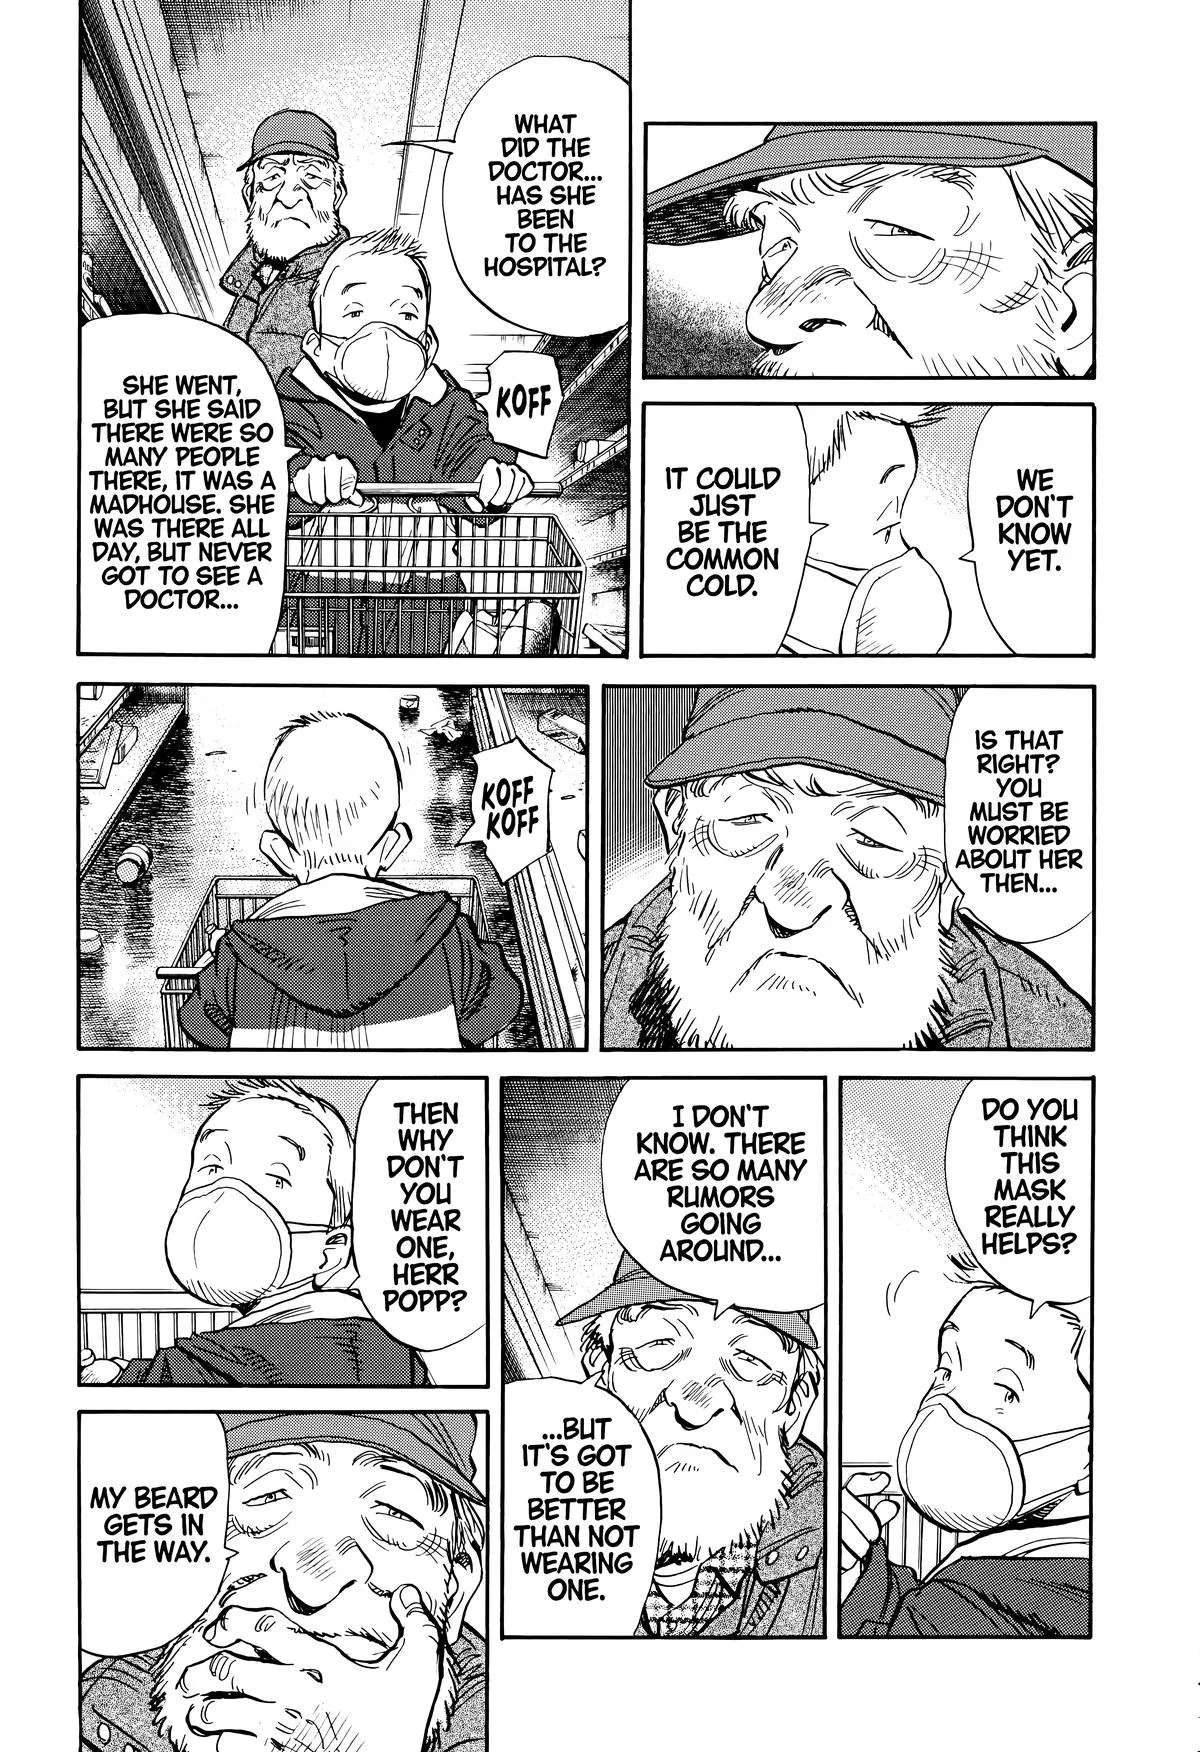 WE
DON'T
KNOW
YET.
IT COULD
JUST
BE THE
COMMON
COLD.
WHAT
DID THE
DOCTOR...
HAS SHE
BEEN
TO THE
HOSPITAL?
KOFF
SHE WENT,
BUT SHE SAID
THERE WERE SO
MANY PEOPLE
THERE, IT WAS A
MADHOUSE. SHE
WAS THERE ALL
DAY, BUT NEVER
GOT TO SEE A
DOCTOR...
IS THAT
RIGHT?
YOU
MUST BE
WORRIED
ABOUT HER
THEN...
KOFF
KOFF
DO YOU
THINK
THIS
MASK
REALLY
HELPS?
I DON'T
KNOW. THERE
ARE SO MANY
RUMORS
GOING
AROUND...
...BUT
IT'S GOT
TO BE
BETTER
THAN NOT
WEARING
ONE.
THEN
WHY
DON'T
YOU
WEAR
ONE,
HERR
POPP?
MY BEARD
GETS IN
THE WAY.